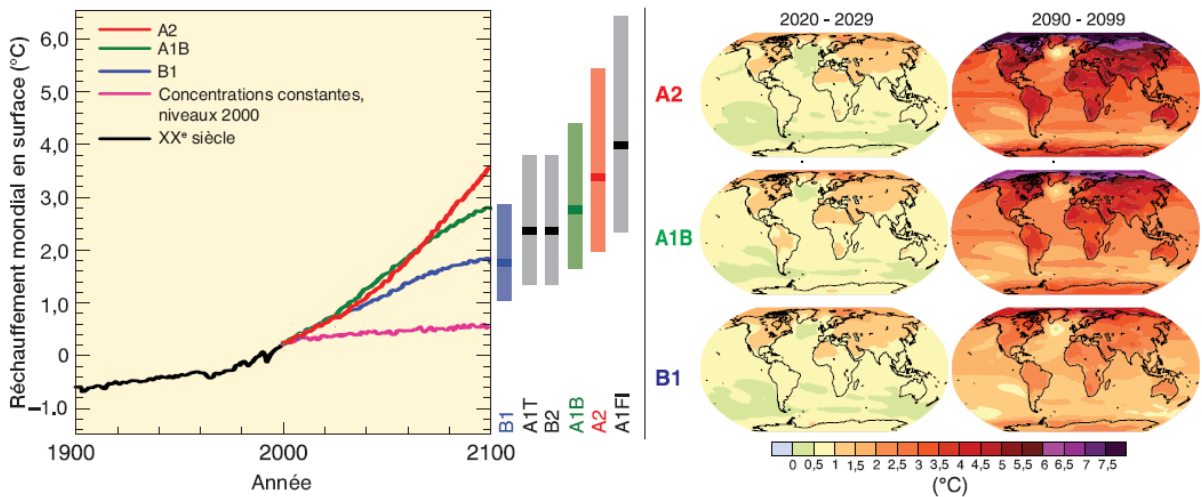 Réchauffement mondial en surface (°C)
6,0
5,0
4,0
3,0
2,0
1,0
0
1,0
A2
A1B
B1
Concentrations constantes,
niveaux 2000
XXe siècle
1900
2000
2100
Année
B1
A1T
B2
A1B
A2
A1FI
2020 - 2029
2090 - 2099
A2
A1B
B1
0 0,5 1 1,5 2 2,5 3 3,5 4 4,5 5 5,5 6 6,5 7 7,5
(°C)